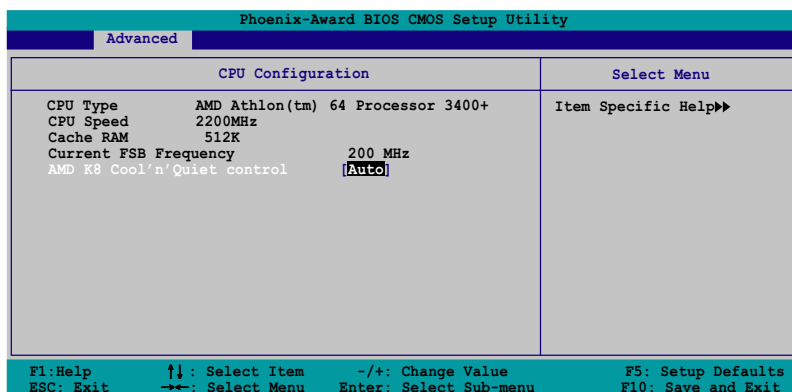 Phoenix-Award BIOS CMOS Setup Utility
Advanced
CPU Configuration
Select Menu
CPU Type AMD Athlon(tm) 64 Processor 3400+
Item Specific Help▶▶
CPU Speed 2200MHz
Cache RAM 512K
Current FSB Frequency 200 MHz
AMD K8 Cool'n'Quiet control [Auto]
F1:Help ↑↓ : Select Item -/+: Change Value F5: Setup Defaults
ESC: Exit →←: Select Menu Enter: Select Sub-menu F10: Save and Exit